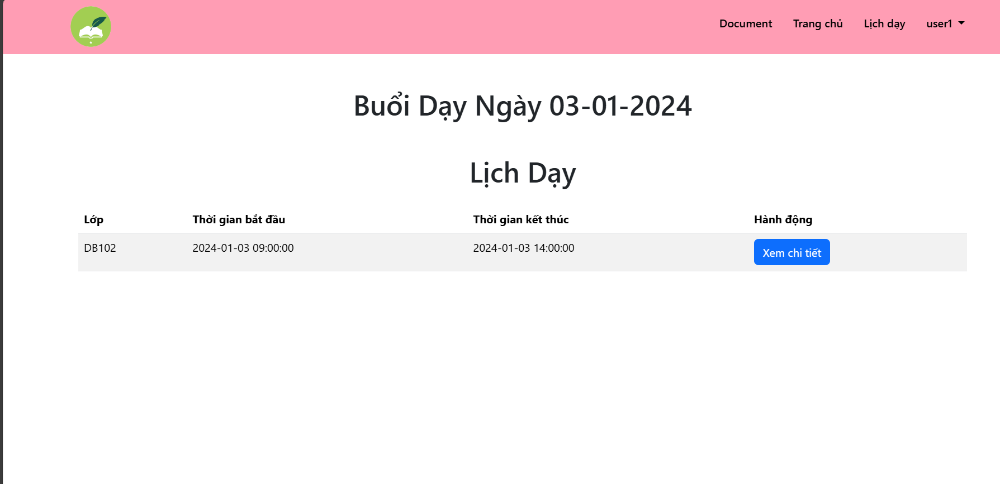 Document Trang chủ Lịch dạy user1
Buổi Dạy Ngày 03-01-2024
Lịch Dạy
Lớp Thời gian bắt đầu Thời gian kết thúc Hành động
DB102 2024-01-03 09:00:00 2024-01-03 14:00:00 Xem chi tiết